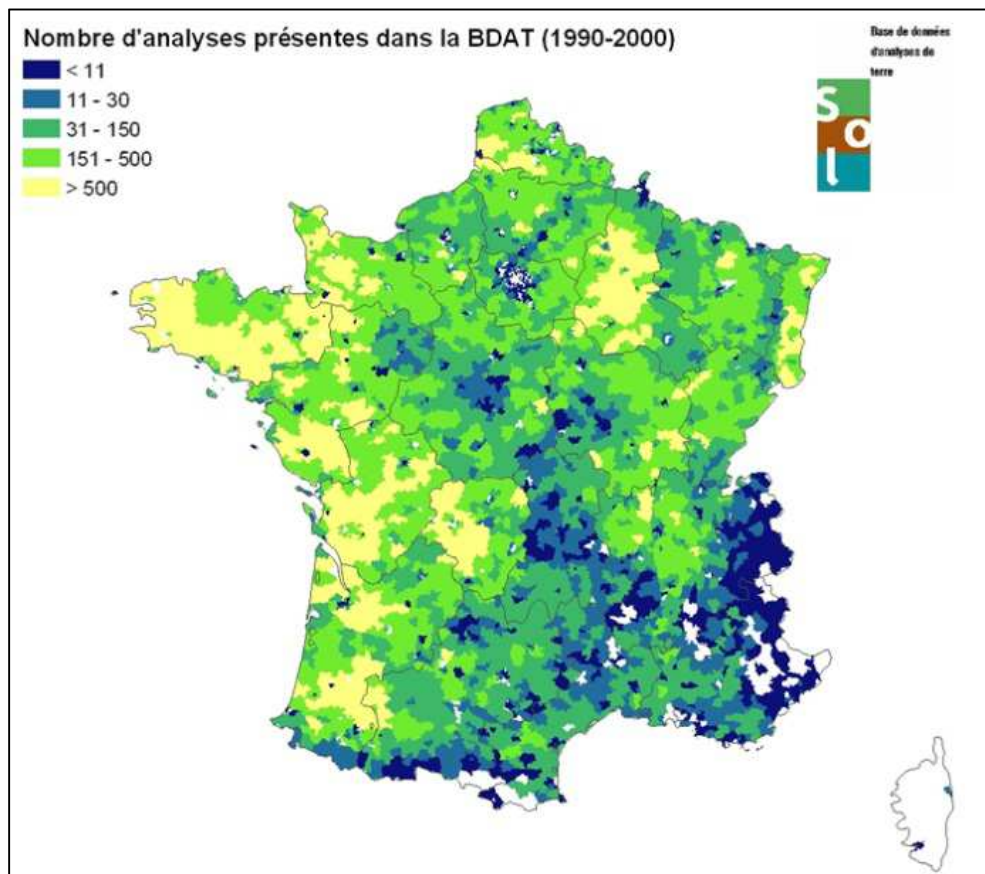 Nombre d'analyses présentes dans la BDAT (1990-2000)
< 11
11 - 30
31 - 150
151 - 500
> 500
Base de données
d'analyses de
terre
s
o
l